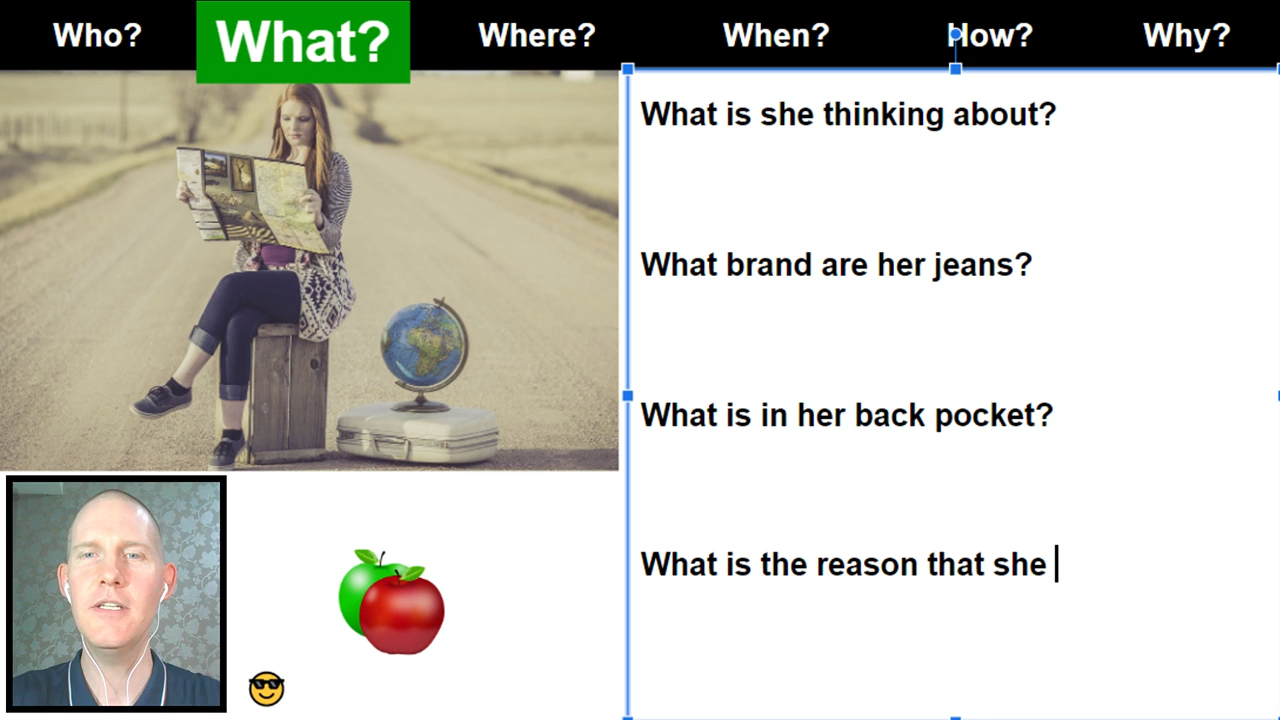 Who? What? Where? When? How? Why?
What is she thinking about?
What brand are her jeans?
What is in her back pocket?
What is the reason that she